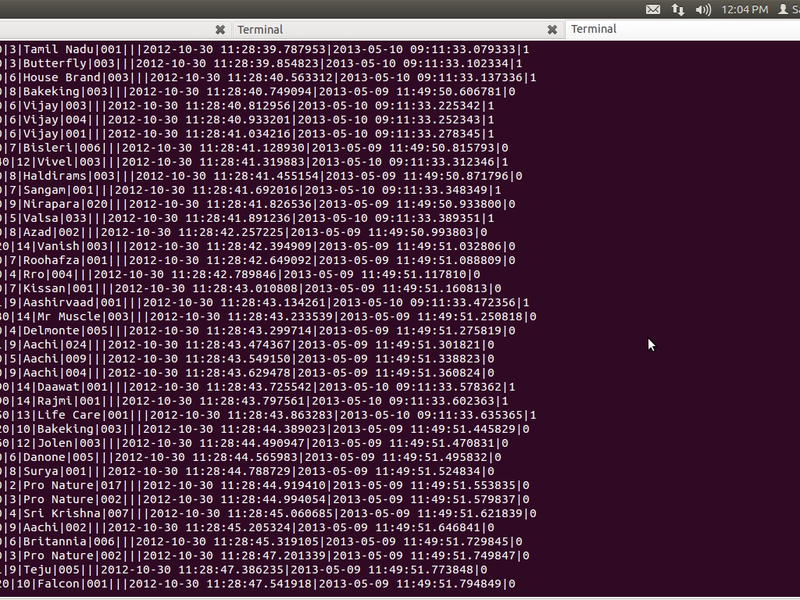 12:04 PM Sa
Terminal Terminal
|3|Tamil Nadu|001|||2012-10-30 11:28:39.787953|2013-05-10 09:11:33.079333|1
|3|Butterfly|003|||2012-10-30 11:28:39.854823|2013-05-10 09:11:33.102334|1
|6|House Brand|003|||2012-10-30 11:28:40.563312|2013-05-10 09:11:33.137336|1
|8|Bakeking|003|||2012-10-30 11:28:40.749094|2013-05-09 11:49:50.606781|0
|6|Vijay|003|||2012-10-30 11:28:40.812956|2013-05-10 09:11:33.225342|1
|6|Vijay|004|||2012-10-30 11:28:40.933201|2013-05-10 09:11:33.252343|1
|6|Vijay|001|||2012-10-30 11:28:41.034216|2013-05-10 09:11:33.278345|1
|7|Bisleri|006|||2012-10-30 11:28:41.128930|2013-05-09 11:49:50.815793|0
0|12|Vivel|003|||2012-10-30 11:28:41.319883|2013-05-10 09:11:33.312346|1
|8|Haldirams|003|||2012-10-30 11:28:41.455154|2013-05-09 11:49:50.871796|0
|7|Sangam|001|||2012-10-30 11:28:41.692016|2013-05-10 09:11:33.348349|1
|9|Nirapara|020|||2012-10-30 11:28:41.826536|2013-05-09 11:49:50.933800|0
|5|Valsa|033|||2012-10-30 11:28:41.891236|2013-05-10 09:11:33.389351|1
|8|Azad|002|||2012-10-30 11:28:42.257225|2013-05-09 11:49:50.993803|0
20|14|Vanish|003|||2012-10-30 11:28:42.394909|2013-05-09 11:49:51.032806|0
|7|Roohafza|001|||2012-10-30 11:28:42.649092|2013-05-09 11:49:51.088809|0
|4|Rro|004|||2012-10-30 11:28:42.789846|2013-05-09 11:49:51.117810|0
|7|Kissan|001|||2012-10-30 11:28:43.010808|2013-05-09 11:49:51.160813|0
|9|Aashirvaad|001|||2012-10-30 11:28:43.134261|2013-05-10 09:11:33.472356|1
0|14|Mr Muscle|003|||2012-10-30 11:28:43.233539|2013-05-09 11:49:51.250818|0
|4|Delmonte|005|||2012-10-30 11:28:43.299714|2013-05-09 11:49:51.275819|0
|9|Aachi|024|||2012-10-30 11:28:43.474367|2013-05-09 11:49:51.301821|0
|5|Aachi|009|||2012-10-30 11:28:43.549150|2013-05-09 11:49:51.338823|0
|9|Aachi|004|||2012-10-30 11:28:43.629478|2013-05-09 11:49:51.360824|0
0|14|Daawat|001|||2012-10-30 11:28:43.725542|2013-05-10 09:11:33.578362|1
0|14|Rajmi|001|||2012-10-30 11:28:43.797561|2013-05-10 09:11:33.602363|1
0|13|Life Care|001|||2012-10-30 11:28:43.863283|2013-05-10 09:11:33.635365|1
20|10|Bakeking|003|||2012-10-30 11:28:44.389023|2013-05-09 11:49:51.445829|0
0|12|Jolen|003|||2012-10-30 11:28:44.490947|2013-05-09 11:49:51.470831|0
|6|Danone|005|||2012-10-30 11:28:44.565983|2013-05-09 11:49:51.495832|0
|8|Surya|001|||2012-10-30 11:28:44.788729|2013-05-09 11:49:51.524834|0
|2|Pro Nature|017|||2012-10-30 11:28:44.919410|2013-05-09 11:49:51.553835|0
|3|Pro Nature|002|||2012-10-30 11:28:44.994054|2013-05-09 11:49:51.579837|0
|4|Sri Krishna|007|||2012-10-30 11:28:45.060685|2013-05-09 11:49:51.621839|0
|9|Aachi|002|||2012-10-30 11:28:45.205324|2013-05-09 11:49:51.646841|0
|6|Britannia|006|||2012-10-30 11:28:45.319105|2013-05-09 11:49:51.729845|0
|3|Pro Nature|002|||2012-10-30 11:28:47.201339|2013-05-09 11:49:51.749847|0
|9|Teju|005|||2012-10-30 11:28:47.386235|2013-05-09 11:49:51.773848|0
20|10|Falcon|001|||2012-10-30 11:28:47.541918|2013-05-09 11:49:51.794849|0